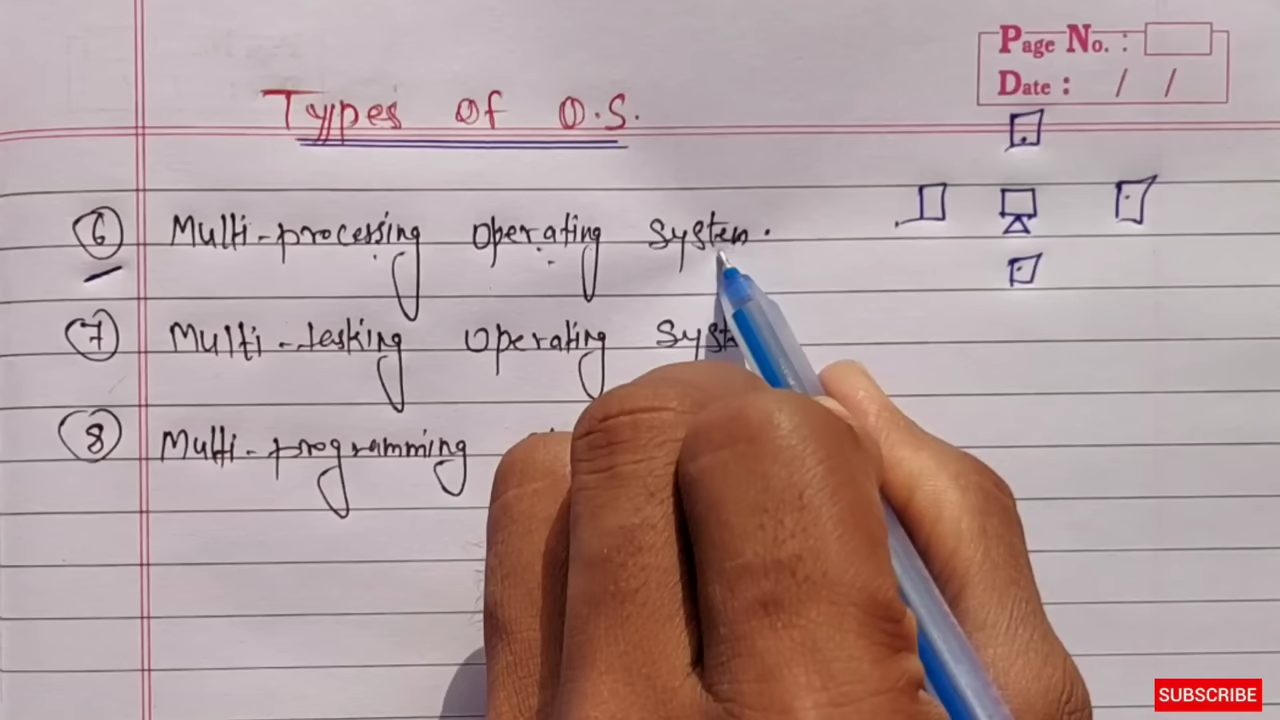 Page No. :
Date : / /
Types Of O.S.
6 Multi-processing operating system.
7 Multi-tasking Operating Syst
8 Multi-programming
SUBSCRIBE